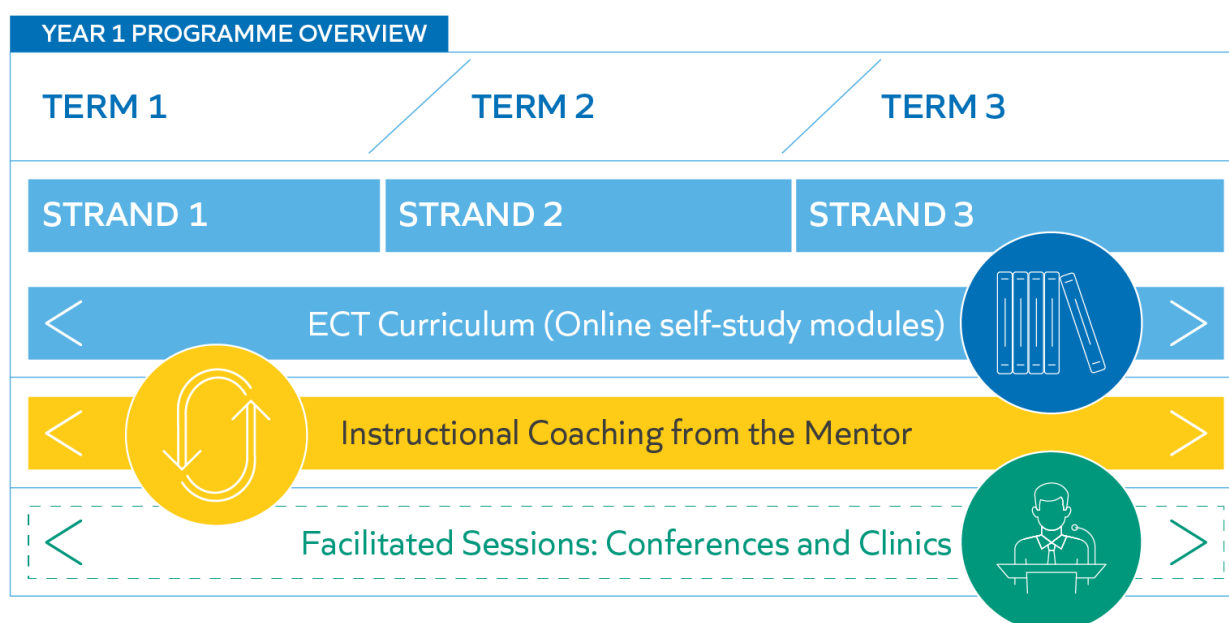 YEAR 1 PROGRAMME OVERVIEW
TERM 1
TERM 2
TERM 3
STRAND 1
STRAND 2
STRAND 3
ECT Curriculum (Online self-study modules)
Instructional Coaching from the Mentor
Facilitated Sessions: Conferences and Clinics